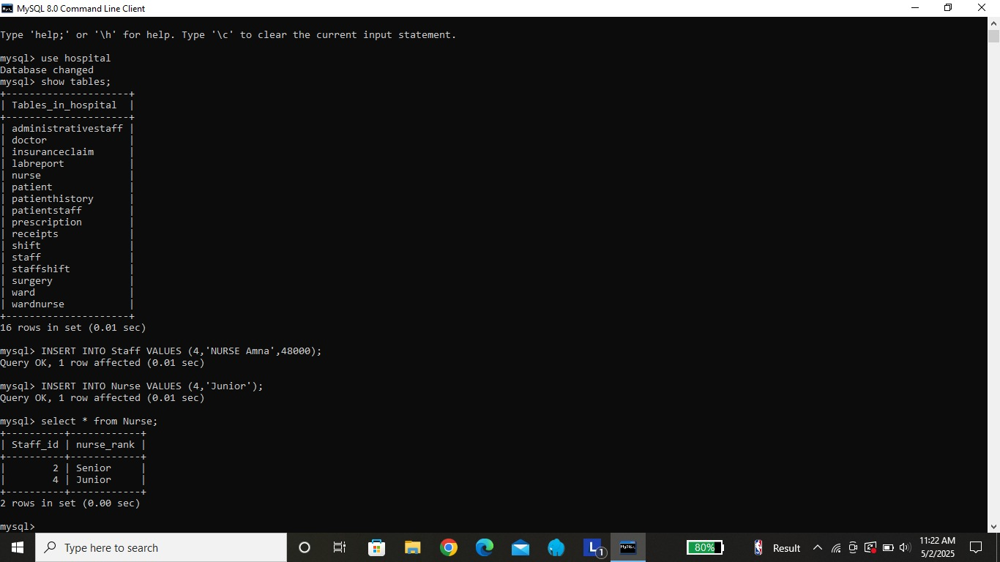 MySQL 8.0 Command Line Client
Type 'help;' or '\h' for help. Type '\c' to clear the current input statement.
mysql> use hospital
Database changed
mysql> show tables;
+---------------------+
| Tables_in_hospital  |
+---------------------+
| administrativestaff |
| doctor              |
| insuranceclaim      |
| labreport           |
| nurse               |
| patient             |
| patienthistory      |
| patientstaff        |
| prescription        |
| receipts            |
| shift               |
| staff               |
| staffshift          |
| surgery             |
| ward                |
| wardnurse           |
+---------------------+
16 rows in set (0.01 sec)
mysql> INSERT INTO Staff VALUES (4,'NURSE Amna',48000);
Query OK, 1 row affected (0.01 sec)
mysql> INSERT INTO Nurse VALUES (4,'Junior');
Query OK, 1 row affected (0.01 sec)
mysql> select * from Nurse;
+----------+------------+
| Staff_id | nurse_rank |
+----------+------------+
|        2 | Senior     |
|        4 | Junior     |
+----------+------------+
2 rows in set (0.00 sec)
mysql>
Type here to search
L
1
MySQL
80%
Result
11:22 AM
5/2/2025